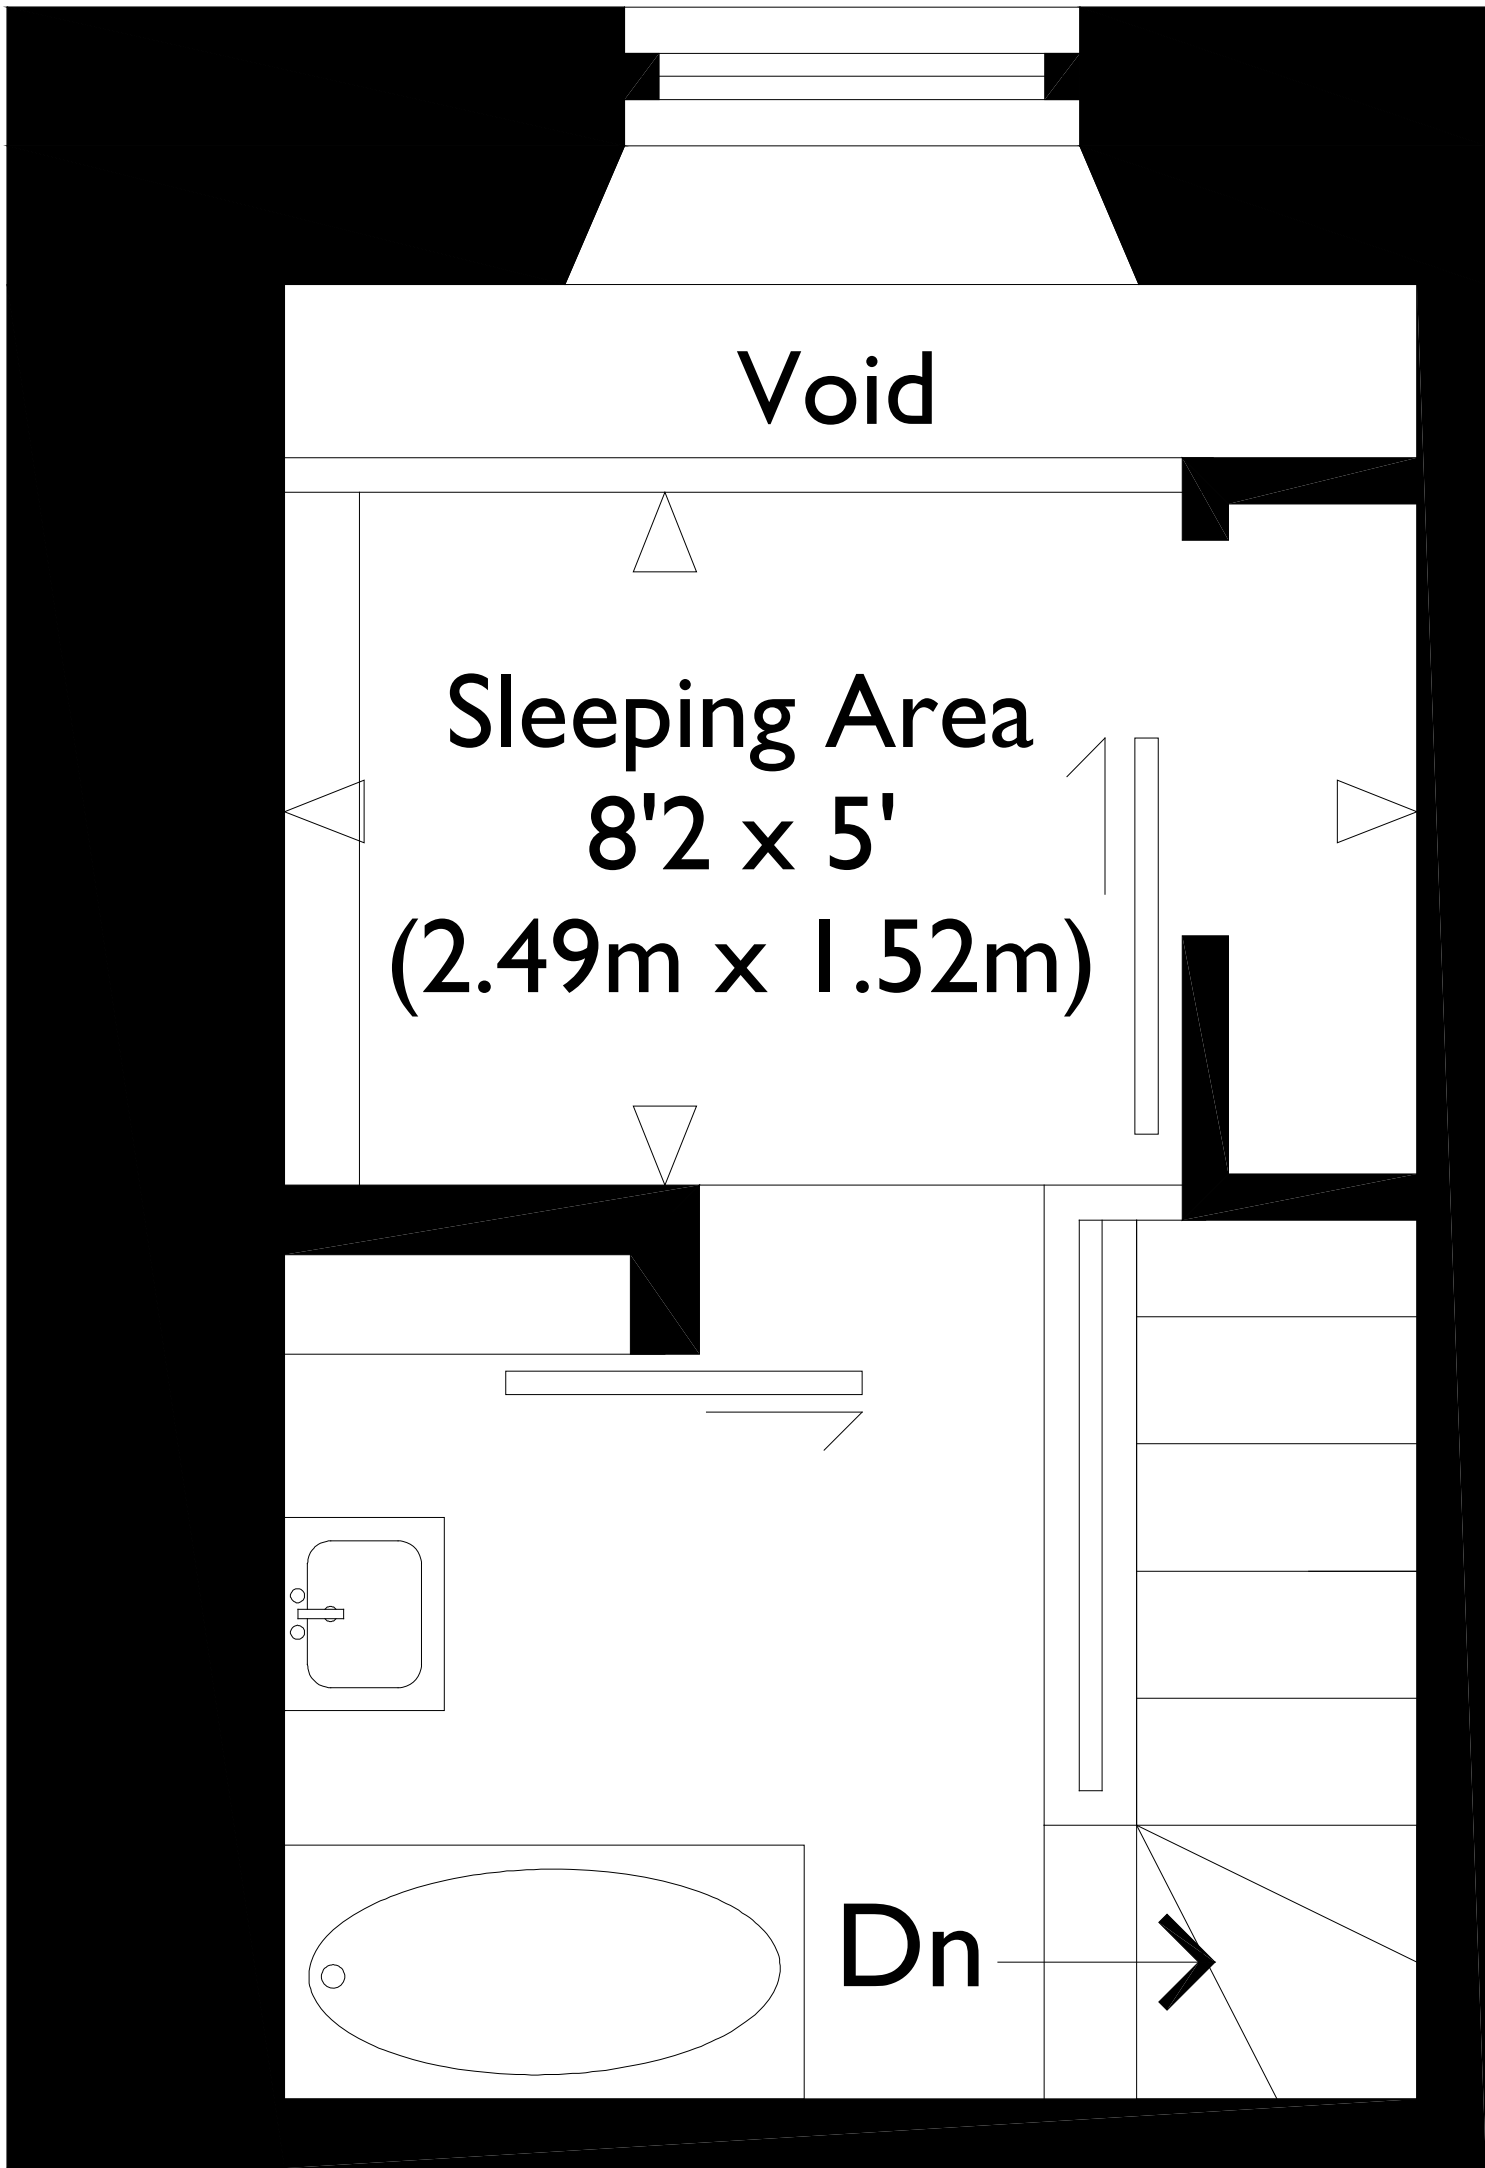 Void
Sleeping Area
8'2 x 5'
(2.49m x 1.52m)
Dn